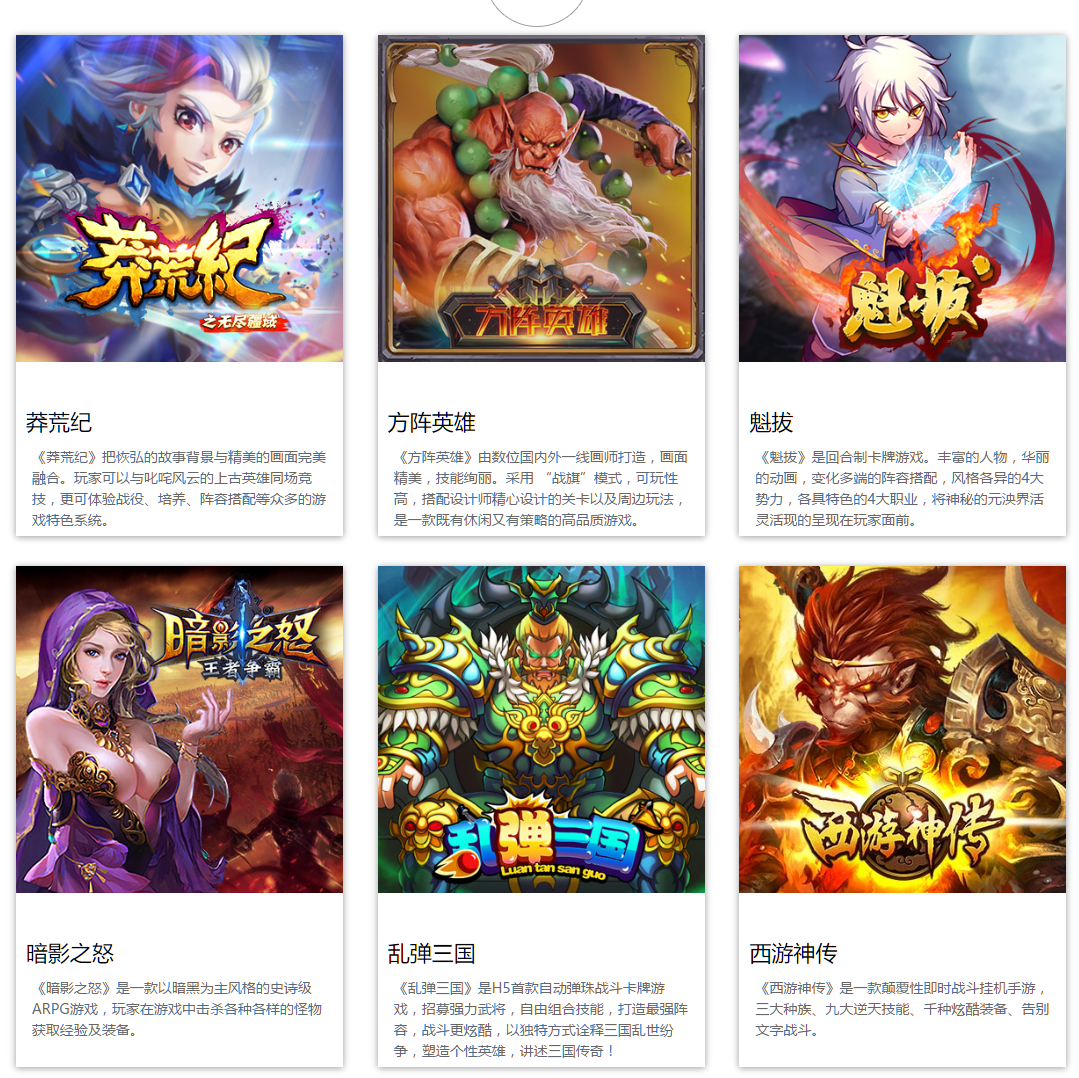 莽荒纪
之无尽疆域
方阵英雄
魁拔
莽荒纪
《莽荒纪》把恢弘的故事背景与精美的画面完美
融合。玩家可以与叱咤风云的上古英雄同场竞
技，更可体验战役、培养、阵容搭配等众多的游
戏特色系统。
方阵英雄
《方阵英雄》由数位国内外一线画师打造，画面
精美，技能绚丽。采用 “战旗”模式，可玩性
高，搭配设计师精心设计的关卡以及周边玩法，
是一款既有休闲又有策略的高品质游戏。
魁拔
《魁拔》是回合制卡牌游戏。丰富的人物，华丽
的动画，变化多端的阵容搭配，风格各异的4大
势力，各具特色的4大职业，将神秘的元泱界活
灵活现的呈现在玩家面前。
暗影之怒
王者争霸
乱弹三国
Luan tan san guo
西游神传
暗影之怒
《暗影之怒》是一款以暗黑为主风格的史诗级
ARPG游戏，玩家在游戏中击杀各种各样的怪物
获取经验及装备。
乱弹三国
《乱弹三国》是H5首款自动弹珠战斗卡牌游
戏，招募强力武将，自由组合技能，打造最强阵
容，战斗更炫酷，以独特方式诠释三国乱世纷
争，塑造个性英雄，讲述三国传奇！
西游神传
《西游神传》是一款颠覆性即时战斗挂机手游，
三大种族、九大逆天技能、千种炫酷装备、告别
文字战斗。